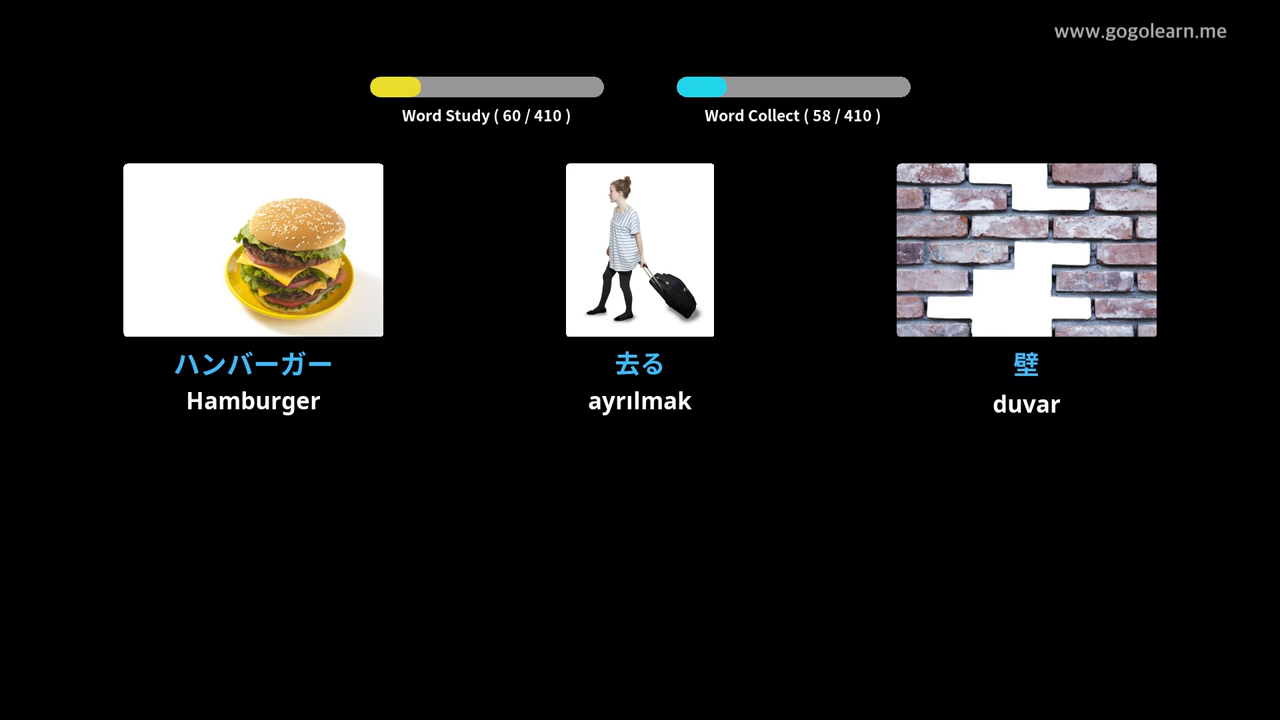 www.gogolearn.me
Word Study ( 60 / 410 )
Word Collect ( 58 / 410 )
ハンバーガー
Hamburger
去る
ayrılmak
壁
duvar